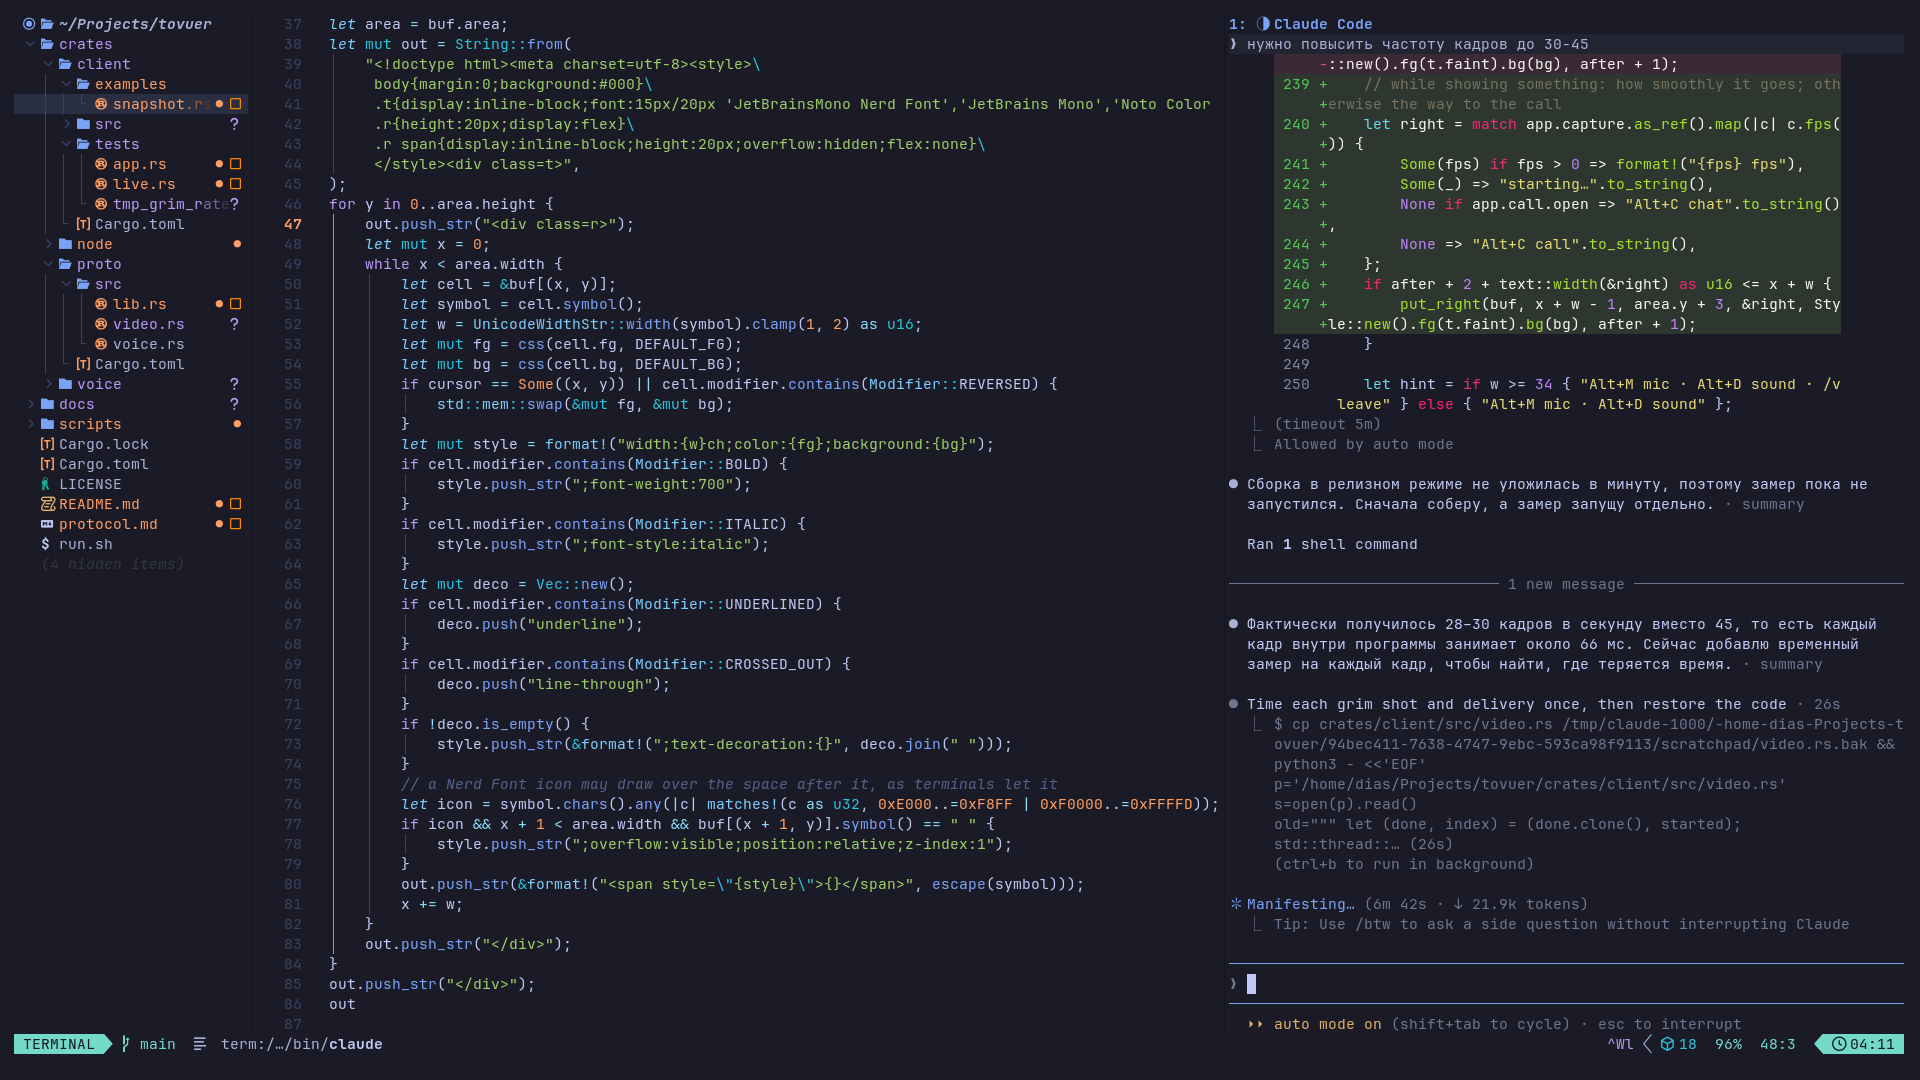 ~/Projects/tovuer
crates
client
examples
snapshot.rs
src ?
tests
app.rs
live.rs
tmp_grim_rate ?
[T] Cargo.toml
node
proto
src
lib.rs
video.rs ?
voice.rs
[T] Cargo.toml
voice ?
docs ?
scripts
[T] Cargo.lock
[T] Cargo.toml
LICENSE
README.md
protocol.md
$ run.sh
(4 hidden items)
37 let area = buf.area;
38 let mut out = String::from(
39 "<!doctype html><meta charset=utf-8><style>\
40 body{margin:0;background:#000}\
41 .t{display:inline-block;font:15px/20px 'JetBrainsMono Nerd Font','JetBrains Mono','Noto Color
42 .r{height:20px;display:flex}\
43 .r span{display:inline-block;height:20px;overflow:hidden;flex:none}\
44 </style><div class=t>",
45 );
46 for y in 0..area.height {
47 out.push_str("<div class=r>");
48 let mut x = 0;
49 while x < area.width {
50 let cell = &buf[(x, y)];
51 let symbol = cell.symbol();
52 let w = UnicodeWidthStr::width(symbol).clamp(1, 2) as u16;
53 let mut fg = css(cell.fg, DEFAULT_FG);
54 let mut bg = css(cell.bg, DEFAULT_BG);
55 if cursor == Some((x, y)) || cell.modifier.contains(Modifier::REVERSED) {
56 std::mem::swap(&mut fg, &mut bg);
57 }
58 let mut style = format!("width:{w}ch;color:{fg};background:{bg}");
59 if cell.modifier.contains(Modifier::BOLD) {
60 style.push_str(";font-weight:700");
61 }
62 if cell.modifier.contains(Modifier::ITALIC) {
63 style.push_str(";font-style:italic");
64 }
65 let mut deco = Vec::new();
66 if cell.modifier.contains(Modifier::UNDERLINED) {
67 deco.push("underline");
68 }
69 if cell.modifier.contains(Modifier::CROSSED_OUT) {
70 deco.push("line-through");
71 }
72 if !deco.is_empty() {
73 style.push_str(&format!(";text-decoration:{}", deco.join(" ")));
74 }
75 // a Nerd Font icon may draw over the space after it, as terminals let it
76 let icon = symbol.chars().any(|c| matches!(c as u32, 0xE000..=0xF8FF | 0xF0000..=0xFFFFD));
77 if icon && x + 1 < area.width && buf[(x + 1, y)].symbol() == " " {
78 style.push_str(";overflow:visible;position:relative;z-index:1");
79 }
80 out.push_str(&format!("<span style=\"{style}\">{}</span>", escape(symbol)));
81 x += w;
82 }
83 out.push_str("</div>");
84 }
85 out.push_str("</div>");
86 out
87
1: Claude Code
❯ нужно повысить частоту кадров до 30-45
-::new().fg(t.faint).bg(bg), after + 1);
239 + // while showing something: how smoothly it goes; oth
+erwise the way to the call
240 + let right = match app.capture.as_ref().map(|c| c.fps(
+)) {
241 + Some(fps) if fps > 0 => format!("{fps} fps"),
242 + Some(_) => "starting…".to_string(),
243 + None if app.call.open => "Alt+C chat".to_string()
+,
244 + None => "Alt+C call".to_string(),
245 + };
246 + if after + 2 + text::width(&right) as u16 <= x + w {
247 + put_right(buf, x + w - 1, area.y + 3, &right, Sty
+le::new().fg(t.faint).bg(bg), after + 1);
248 }
249
250 let hint = if w >= 34 { "Alt+M mic · Alt+D sound · /v
leave" } else { "Alt+M mic · Alt+D sound" };
(timeout 5m)
Allowed by auto mode
● Сборка в релизном режиме не уложилась в минуту, поэтому замер пока не
запустился. Сначала соберу, а замер запущу отдельно. · summary
Ran 1 shell command
1 new message
● Фактически получилось 28–30 кадров в секунду вместо 45, то есть каждый
кадр внутри программы занимает около 66 мс. Сейчас добавлю временный
замер на каждый кадр, чтобы найти, где теряется время. · summary
● Time each grim shot and delivery once, then restore the code · 26s
$ cp crates/client/src/video.rs /tmp/claude-1000/-home-dias-Projects-t
ovuer/94bec411-7638-4747-9ebc-593ca98f9113/scratchpad/video.rs.bak &&
python3 - <<'EOF'
p='/home/dias/Projects/tovuer/crates/client/src/video.rs'
s=open(p).read()
old=""" let (done, index) = (done.clone(), started);
std::thread::… (26s)
(ctrl+b to run in background)
Manifesting… (6m 42s · ↓ 21.9k tokens)
Tip: Use /btw to ask a side question without interrupting Claude
❯
auto mode on (shift+tab to cycle) · esc to interrupt
TERMINAL main term:/…/bin/claude ^Wl 18 96% 48:3 04:11